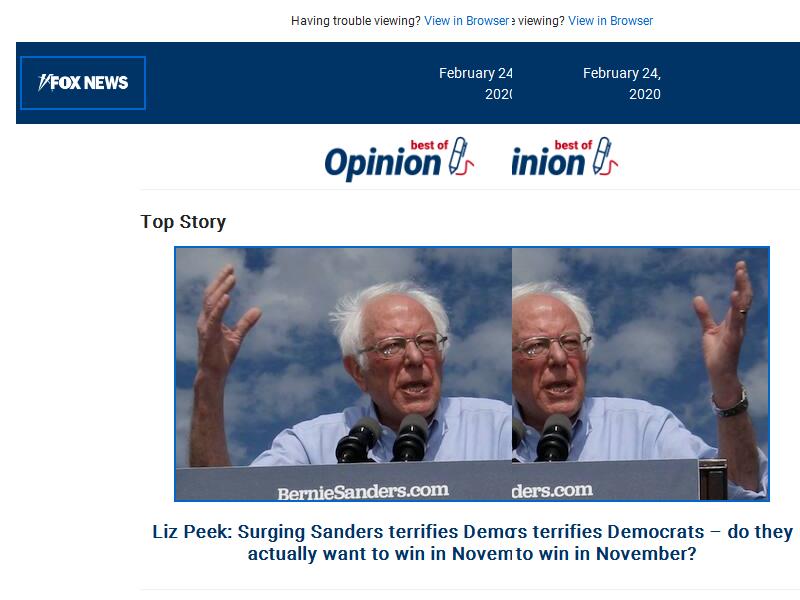 Having trouble viewing? View in Browser e viewing? View in Browser
FOX NEWS
February 24 February 24,
2020 2020
best of best of
Opinion inion
Top Story
BernieSanders.com ders.com
Liz Peek: Surging Sanders terrifies Demo rs terrifies Democrats – do they
actually want to win in Novem to win in November?